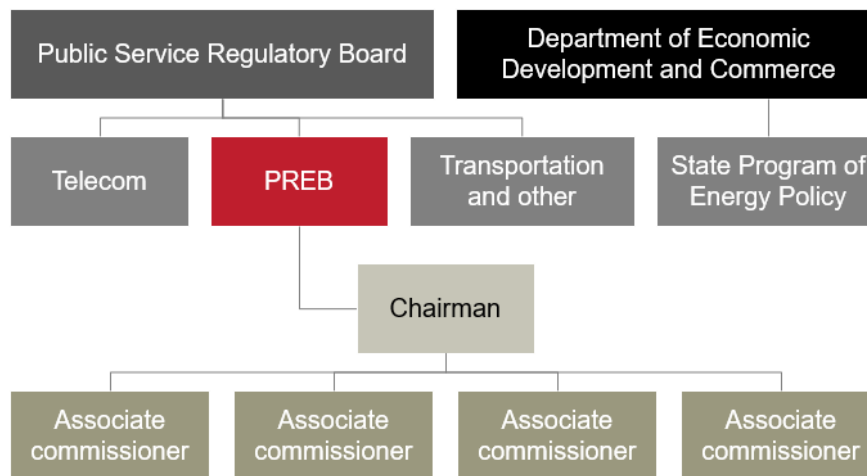 Public Service Regulatory Board
Department of Economic
Development and Commerce
Telecom
PREB
Transportation
and other
State Program of
Energy Policy
Chairman
Associate
commissioner
Associate
commissioner
Associate
commissioner
Associate
commissioner